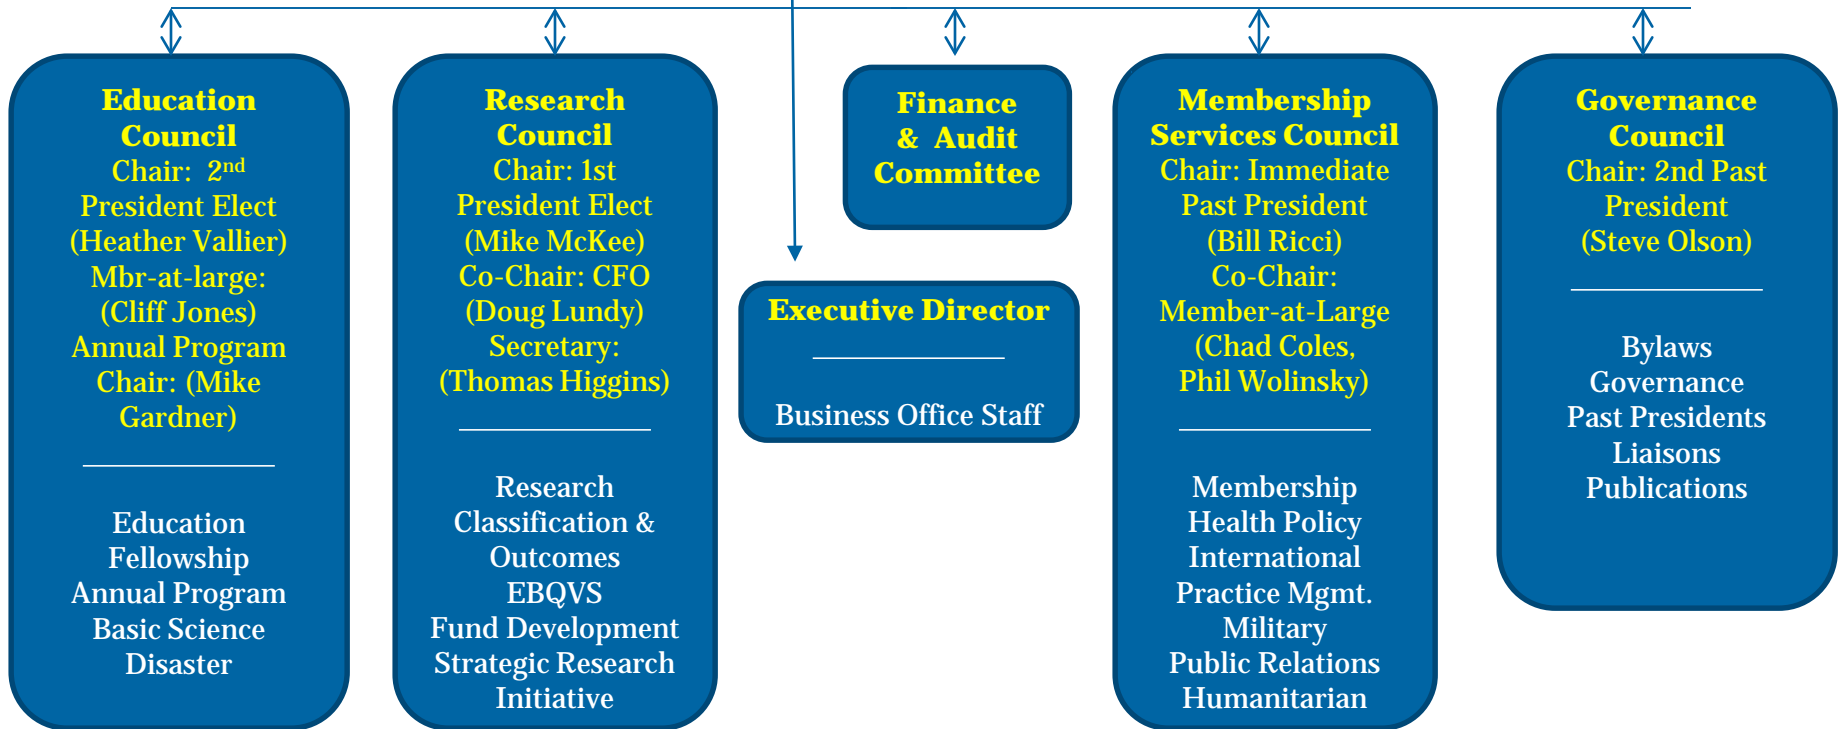 Education
Council
Chair: 2nd
President Elect
(Heather Vallier)
Mbr-at-large:
(Cliff Jones)
Annual Program
Chair: (Mike
Gardner)
Education
Fellowship
Annual Program
Basic Science
Disaster
Research
Council
Chair: 1st
President Elect
(Mike McKee)
Co-Chair: CFO
(Doug Lundy)
Secretary:
(Thomas Higgins)
Research
Classification &
Outcomes
EBQVS
Fund Development
Strategic Research
Initiative
Finance
& Audit
Committee
Executive Director
Business Office Staff
Membership
Services Council
Chair: Immediate
Past President
(Bill Ricci)
Co-Chair:
Member-at-Large
(Chad Coles,
Phil Wolinsky)
Membership
Health Policy
International
Practice Mgmt.
Military
Public Relations
Humanitarian
Governance
Council
Chair: 2nd Past
President
(Steve Olson)
Bylaws
Governance
Past Presidents
Liaisons
Publications